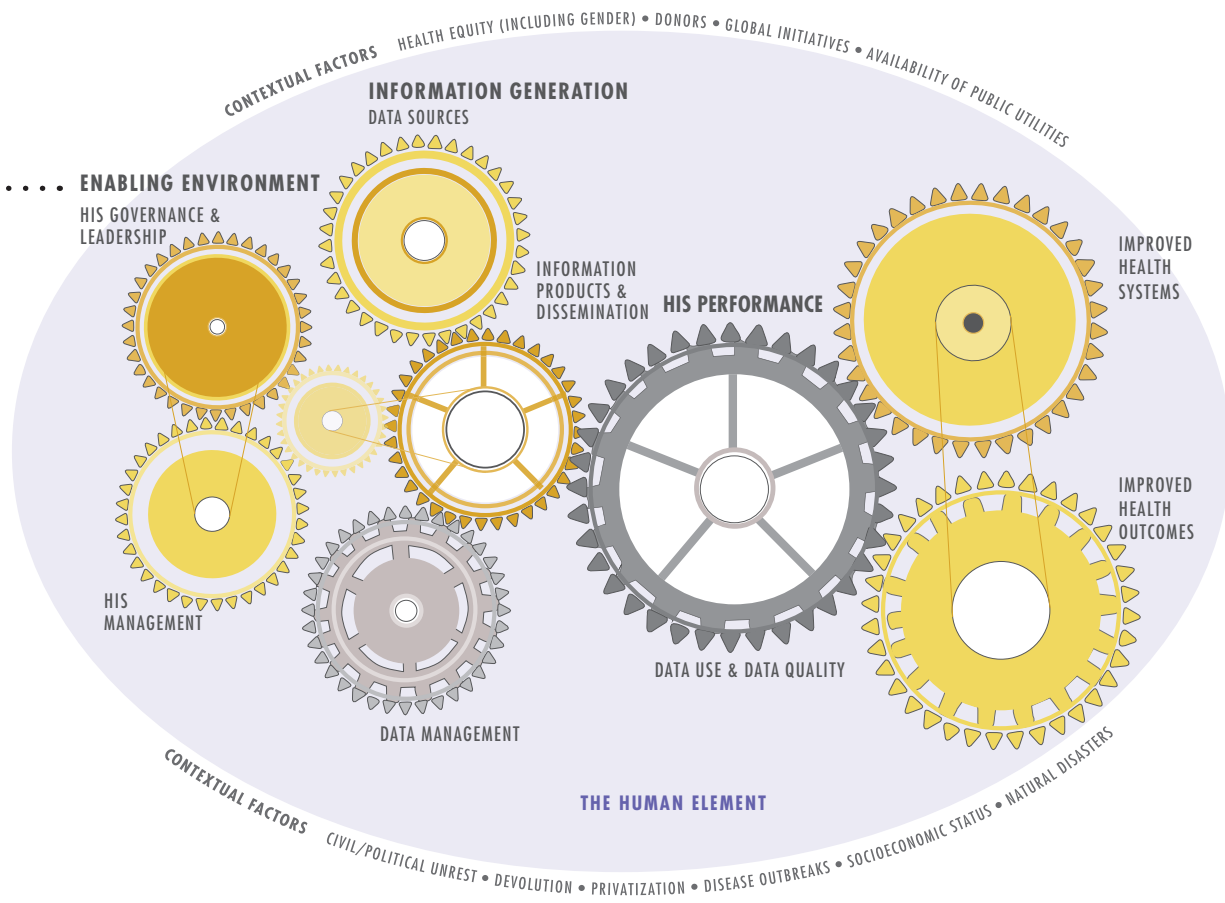 CONTEXTUAL FACTORS HEALTH EQUITY (INCLUDING GENDER) • DONORS • GLOBAL INITIATIVES • AVAILABILITY OF PUBLIC UTILITIES
INFORMATION GENERATION
DATA SOURCES
.... ENABLING ENVIRONMENT
HIS GOVERNANCE &
LEADERSHIP
INFORMATION
PRODUCTS &
DISSEMINATION
HIS PERFORMANCE
IMPROVED
HEALTH
SYSTEMS
IMPROVED
HEALTH
OUTCOMES
HIS
MANAGEMENT
DATA USE & DATA QUALITY
DATA MANAGEMENT
THE HUMAN ELEMENT
CONTEXTUAL FACTORS CIVIL/POLITICAL UNREST • DEVOLUTION • PRIVATIZATION • DISEASE OUTBREAKS • SOCIOECONOMIC STATUS • NATURAL DISASTERS